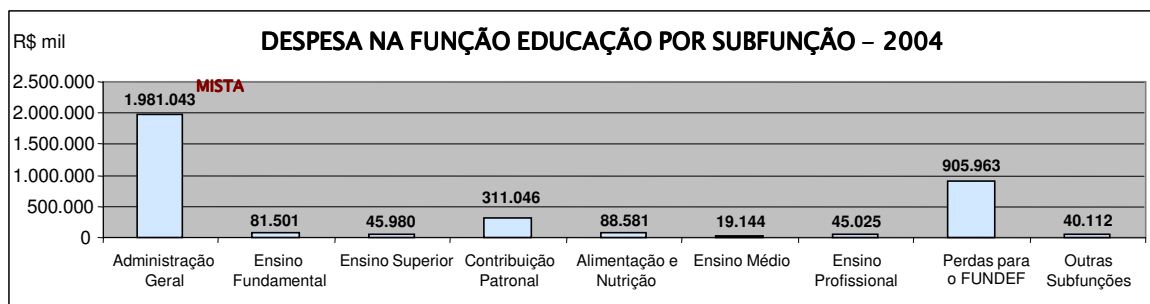 R$ mil
DESPESA NA FUNÇÃO EDUCAÇÃO POR SUBFUNÇÃO – 2004
2.500.000
2.000.000
1.500.000
1.000.000
500.000
0
MISTA
1.981.043
81.501
45.980
311.046
88.581
19.144
45.025
905.963
40.112
Administração
Geral
Ensino
Fundamental
Ensino Superior
Contribuição
Patronal
Alimentação e
Nutrição
Ensino Médio
Ensino
Profissional
Perdas para
o FUNDEF
Outras
Subfunções